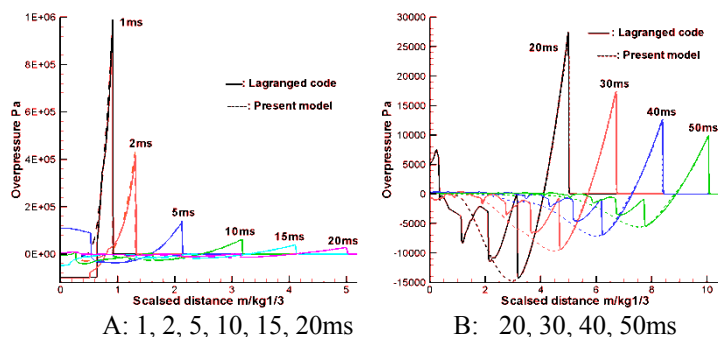 1E+06
8E+05
6E+05
4E+05
2E+05
0E+00
Overpressure Pa
1ms
: Lagranged code
: Present model
2ms
5ms
10ms
15ms
20ms
0 1 2 3 4 5
Scalsed distance m/kg1/3
A: 1, 2, 5, 10, 15, 20ms
30000
25000
20000
15000
10000
5000
0
-5000
-10000
-15000
Overpressure Pa
: Lagranged code
: Present model
20ms
30ms
40ms
50ms
0 2 4 6 8 10
Scalsed distance m/kg1/3
B: 20, 30, 40, 50ms